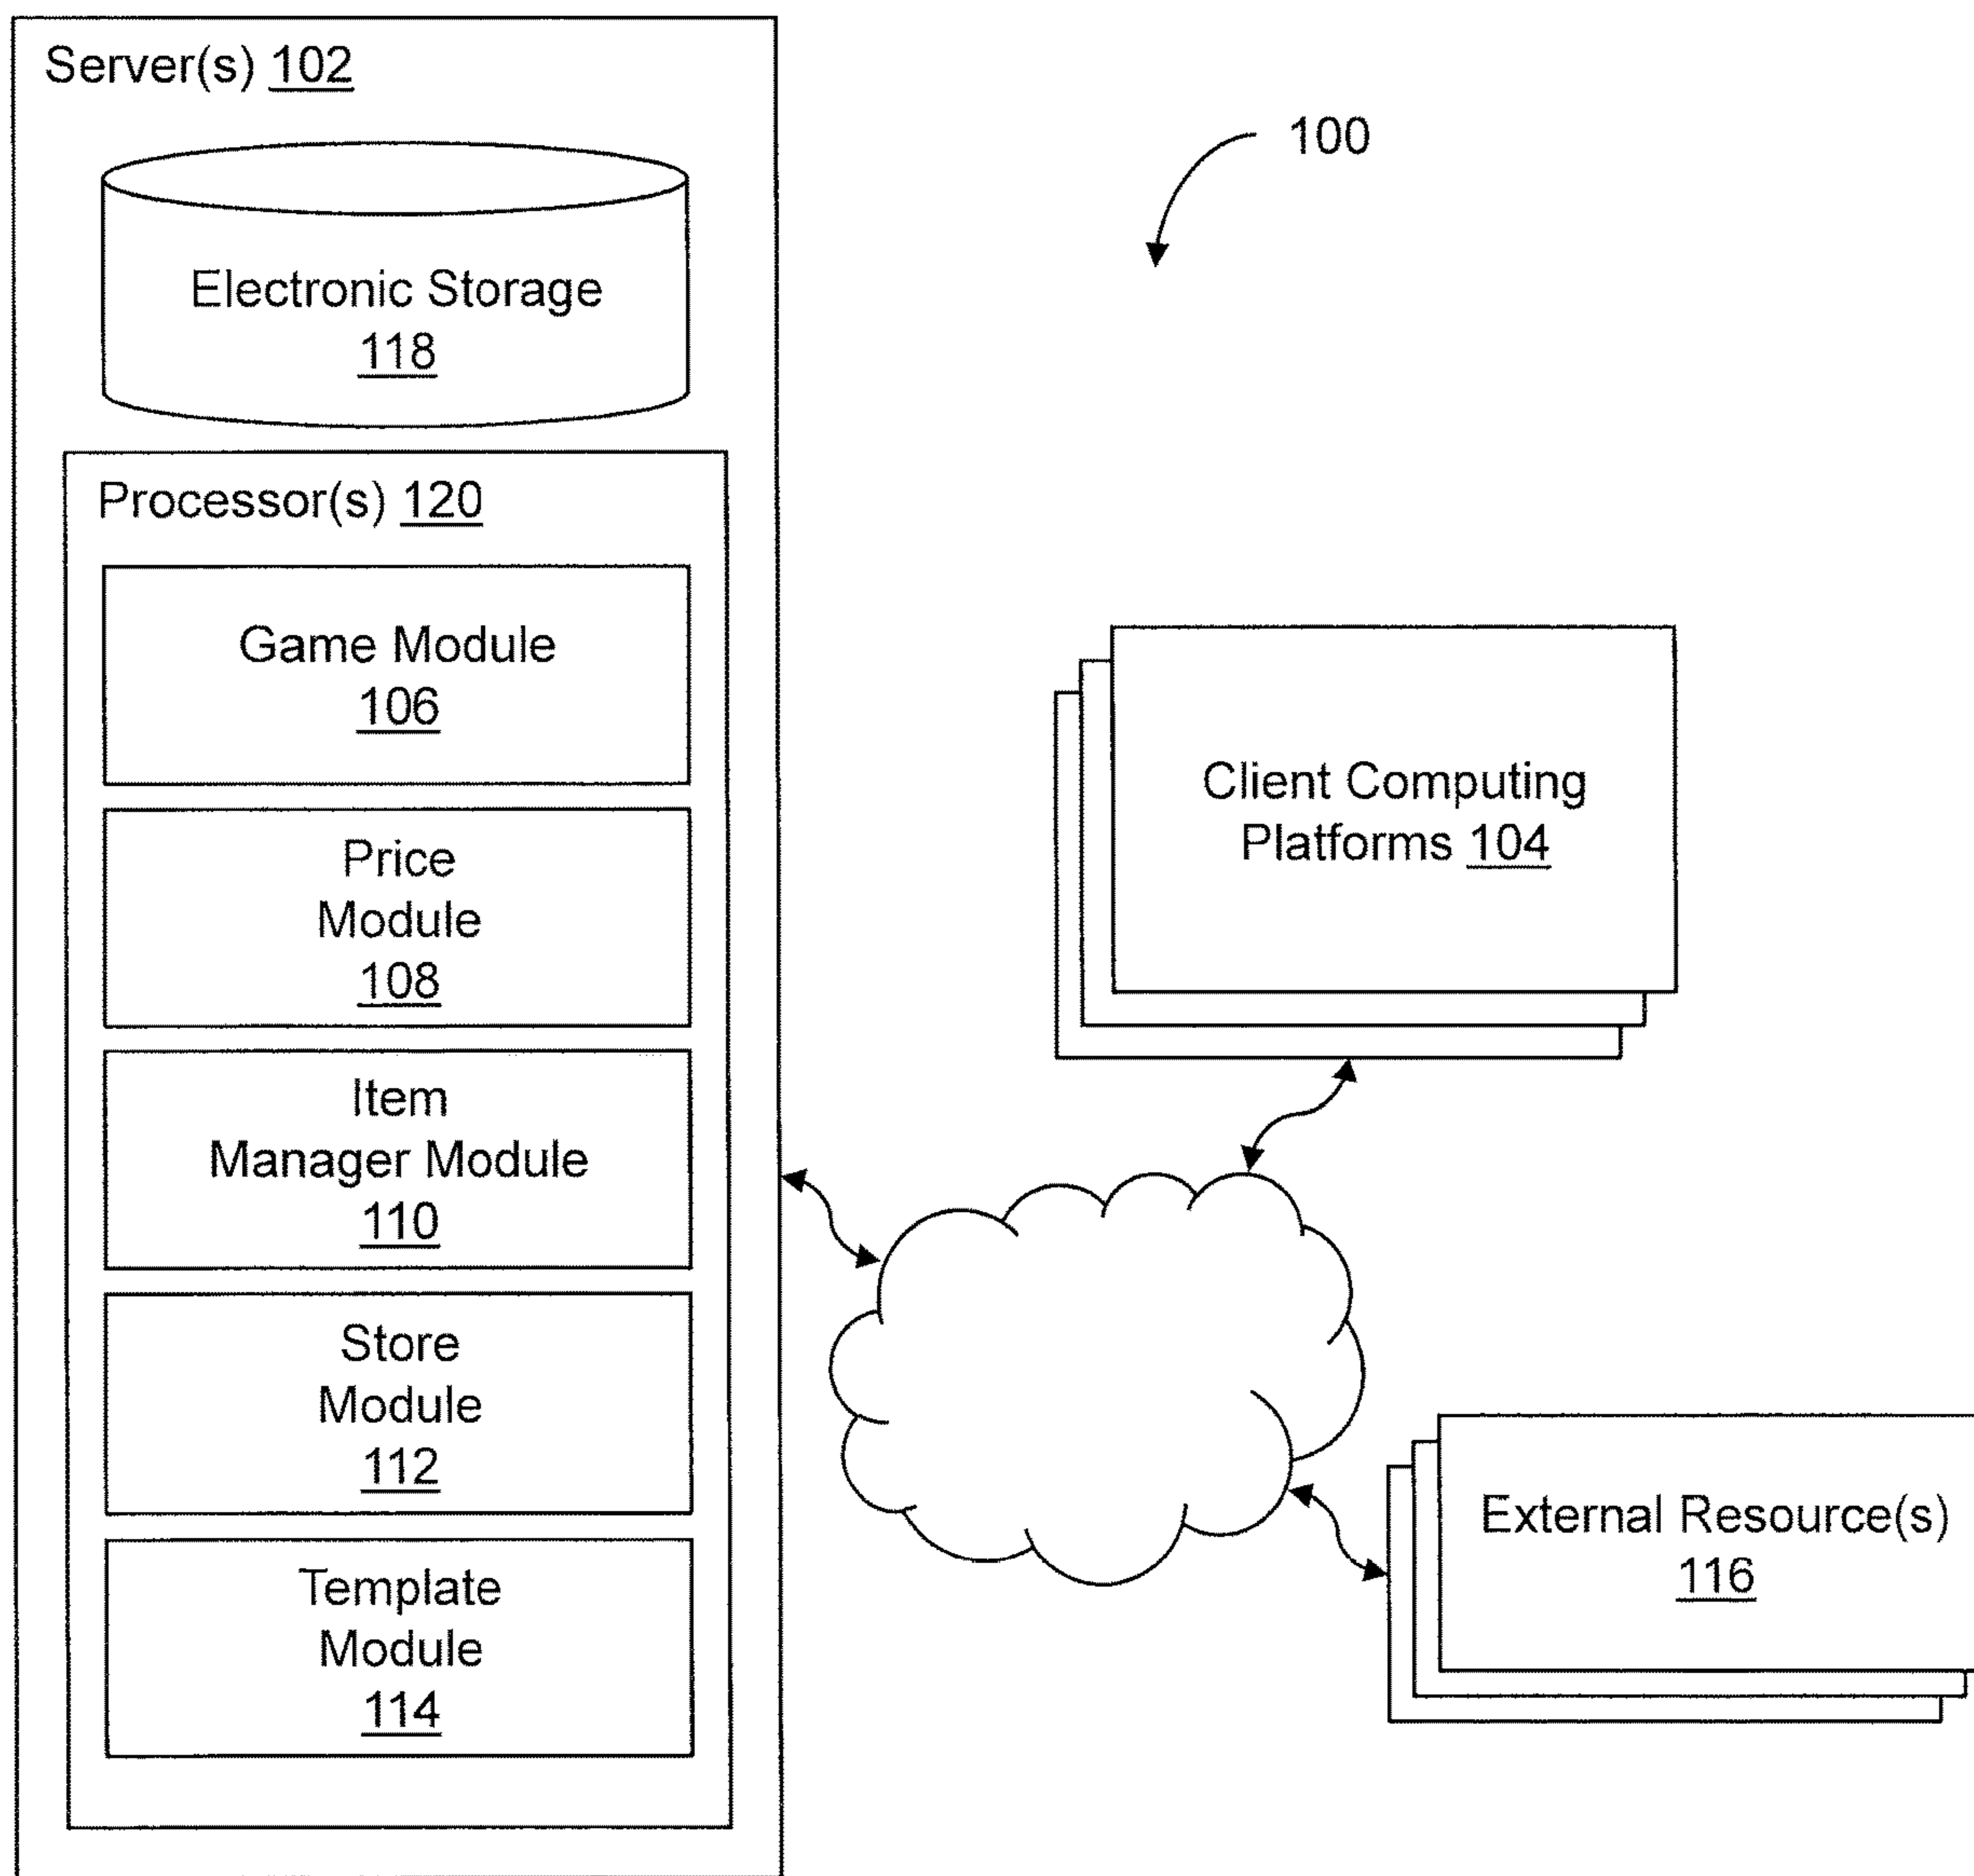 Server(s) 102
100
Electronic Storage
118
Processor(s) 120
Game Module
106
Price
Module
108
Item
Manager Module
110
Store
Module
112
Template
Module
114
Client Computing
Platforms 104
External Resource(s)
116